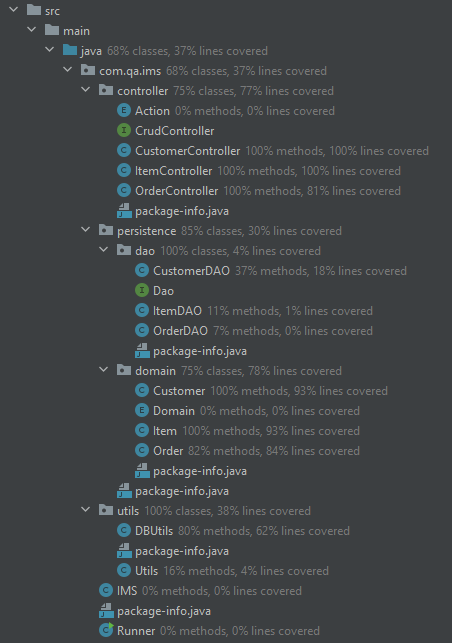 src
main
java 68% classes, 37% lines covered
com.qa.ims 68% classes, 37% lines covered
controller 75% classes, 77% lines covered
E Action 0% methods, 0% lines covered
I CrudController
C CustomerController 100% methods, 100% lines covered
C ItemController 100% methods, 100% lines covered
C OrderController 100% methods, 81% lines covered
package-info.java
persistence 85% classes, 30% lines covered
dao 100% classes, 4% lines covered
C CustomerDAO 37% methods, 18% lines covered
I Dao
C ItemDAO 11% methods, 1% lines covered
C OrderDAO 7% methods, 0% lines covered
package-info.java
domain 75% classes, 78% lines covered
C Customer 100% methods, 93% lines covered
E Domain 0% methods, 0% lines covered
C Item 100% methods, 93% lines covered
C Order 82% methods, 84% lines covered
package-info.java
package-info.java
utils 100% classes, 38% lines covered
C DBUtils 80% methods, 62% lines covered
package-info.java
C Utils 16% methods, 4% lines covered
C IMS 0% methods, 0% lines covered
package-info.java
C Runner 0% methods, 0% lines covered